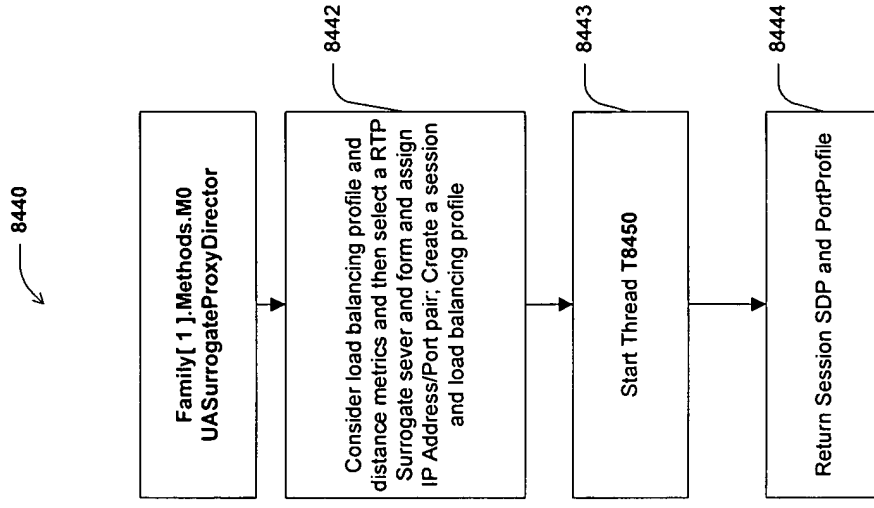 8440
Family[ 1 ].Methods.M0
UASurrogateProxyDirector
8442
Consider load balancing profile and
distance metrics and then select a RTP
Surrogate sever and form and assign
IP Address/Port pair; Create a session
and load balancing profile
8443
Start Thread T8450
8444
Return Session SDP and PortProfile